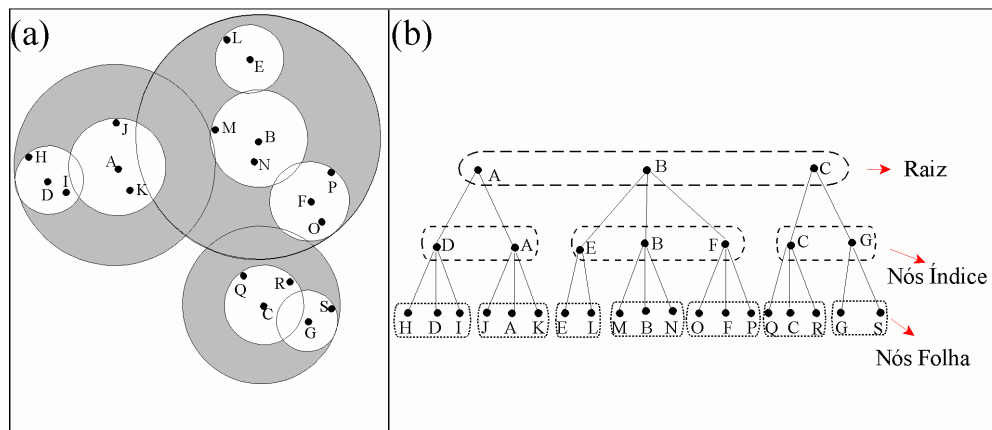 (a)
L
E
M
B
N
J
H
A
D
I
K
P
F
O
Q
R
C
S
G
(b)
A B C Raiz
D A E B F C G
Nós Índice
H D I J A K E L M B N O F P Q C R G S
Nós Folha